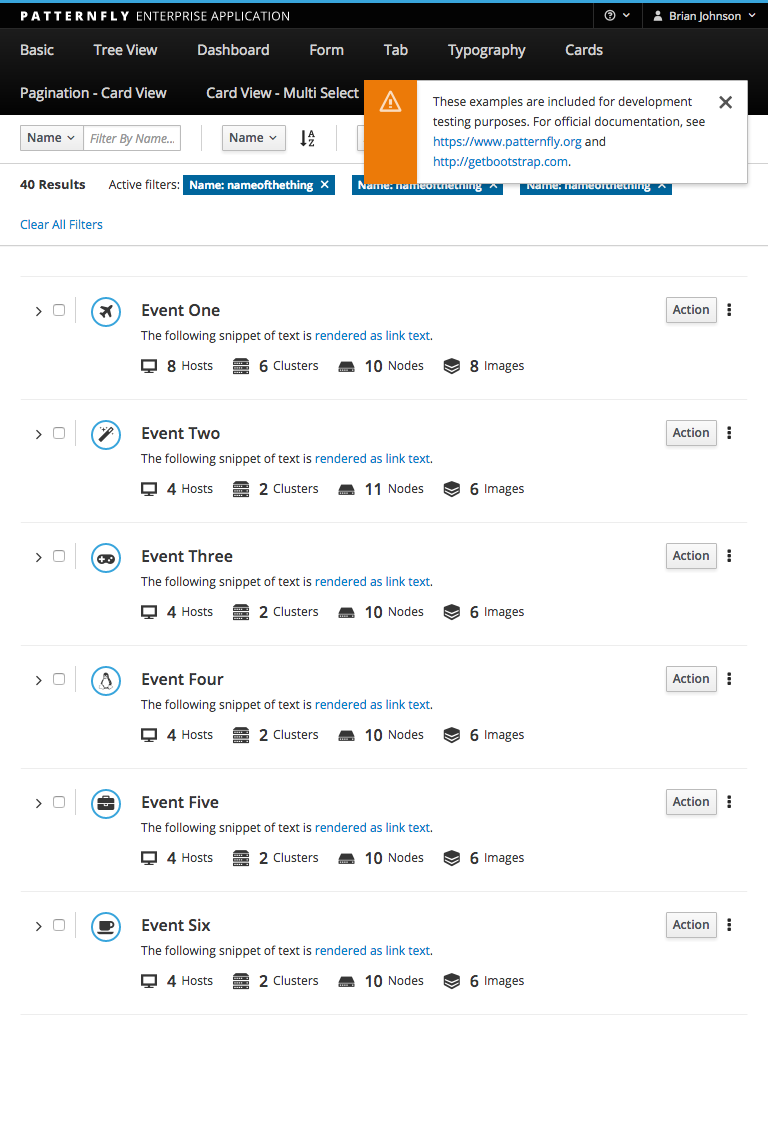 PATTERNFLY ENTERPRISE APPLICATION
Brian Johnson
Basic Tree View Dashboard Form Tab Typography Cards
Pagination - Card View Card View - Multi Select
These examples are included for development
testing purposes. For official documentation, see
https://www.patternfly.org and
http://getbootstrap.com.
Name Filter By Name... Name
40 Results Active filters: Name: nameofthething Name: nameofthething Name: nameofthething
Clear All Filters
Event One Action
The following snippet of text is rendered as link text.
8 Hosts 6 Clusters 10 Nodes 8 Images
Event Two Action
The following snippet of text is rendered as link text.
4 Hosts 2 Clusters 11 Nodes 6 Images
Event Three Action
The following snippet of text is rendered as link text.
4 Hosts 2 Clusters 10 Nodes 6 Images
Event Four Action
The following snippet of text is rendered as link text.
4 Hosts 2 Clusters 10 Nodes 6 Images
Event Five Action
The following snippet of text is rendered as link text.
4 Hosts 2 Clusters 10 Nodes 6 Images
Event Six Action
The following snippet of text is rendered as link text.
4 Hosts 2 Clusters 10 Nodes 6 Images